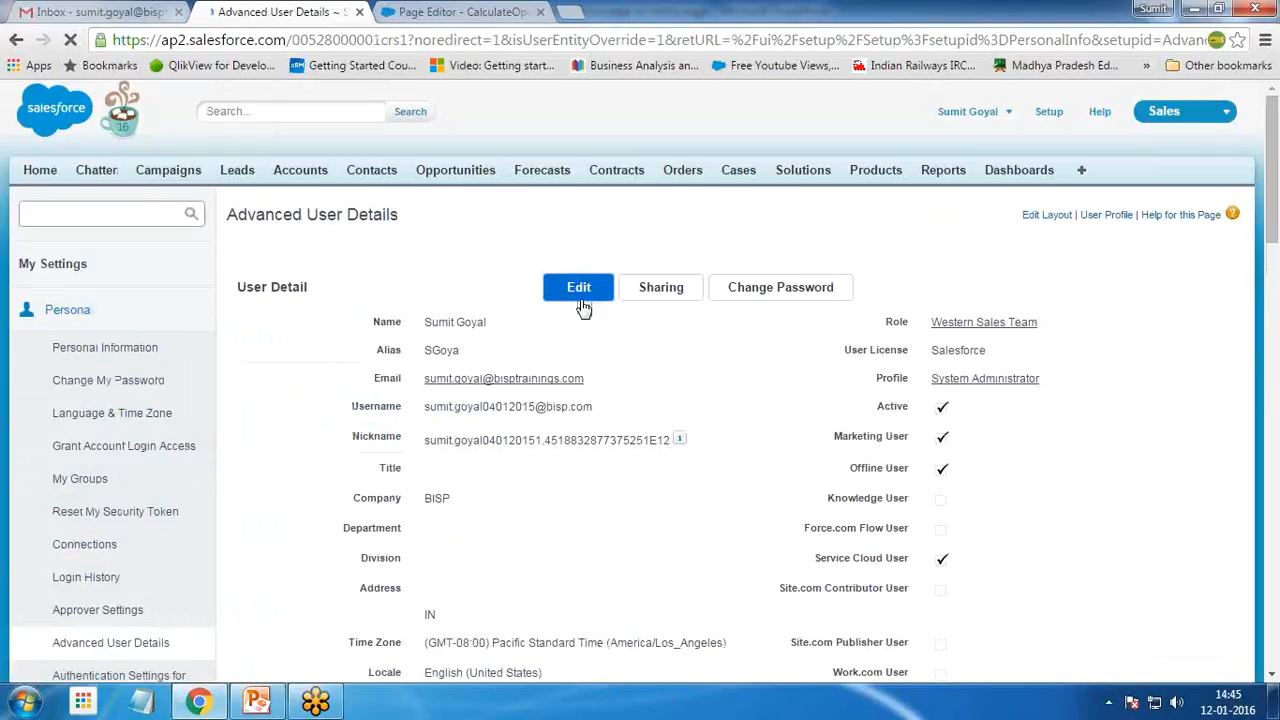 Inbox - sumit.goyal@bisp
Advanced User Details ~ S
Page Editor - CalculateOp
Sumit
https://ap2.salesforce.com/00528000001crs1?noredirect=1&isUserEntityOverride=1&retURL=%2Fui%2Fsetup%2FSetup%2Fsetupid%3DPersonalInfo&setupid=Advanc
Apps
Bookmarks
QlikView for Develo...
Getting Started Cou...
Video: Getting start...
Business Analysis an...
Free Youtube Views,...
Indian Railways IRC...
Madhya Pradesh Ed...
»
Other bookmarks
salesforce
16
Search...
Search
Sumit Goyal
Setup
Help
Sales
Home
Chatter
Campaigns
Leads
Accounts
Contacts
Opportunities
Forecasts
Contracts
Orders
Cases
Solutions
Products
Reports
Dashboards
+
Advanced User Details
Edit Layout | User Profile | Help for this Page
My Settings
Persona
Personal Information
Change My Password
Language & Time Zone
Grant Account Login Access
My Groups
Reset My Security Token
Connections
Login History
Approver Settings
Advanced User Details
Authentication Settings for
User Detail
Edit
Sharing
Change Password
Name Sumit Goyal
Role Western Sales Team
Alias SGoya
User License Salesforce
Email sumit.goyal@bisptrainings.com
Profile System Administrator
Username sumit.goyal04012015@bisp.com
Active
Nickname sumit.goyal040120151.4518832877375251E12
Marketing User
Title
Offline User
Company BISP
Knowledge User
Department
Force.com Flow User
Division
Service Cloud User
Address
Site.com Contributor User
IN
Time Zone (GMT-08:00) Pacific Standard Time (America/Los_Angeles)
Site.com Publisher User
Locale English (United States)
Work.com User
14:45
12-01-2016